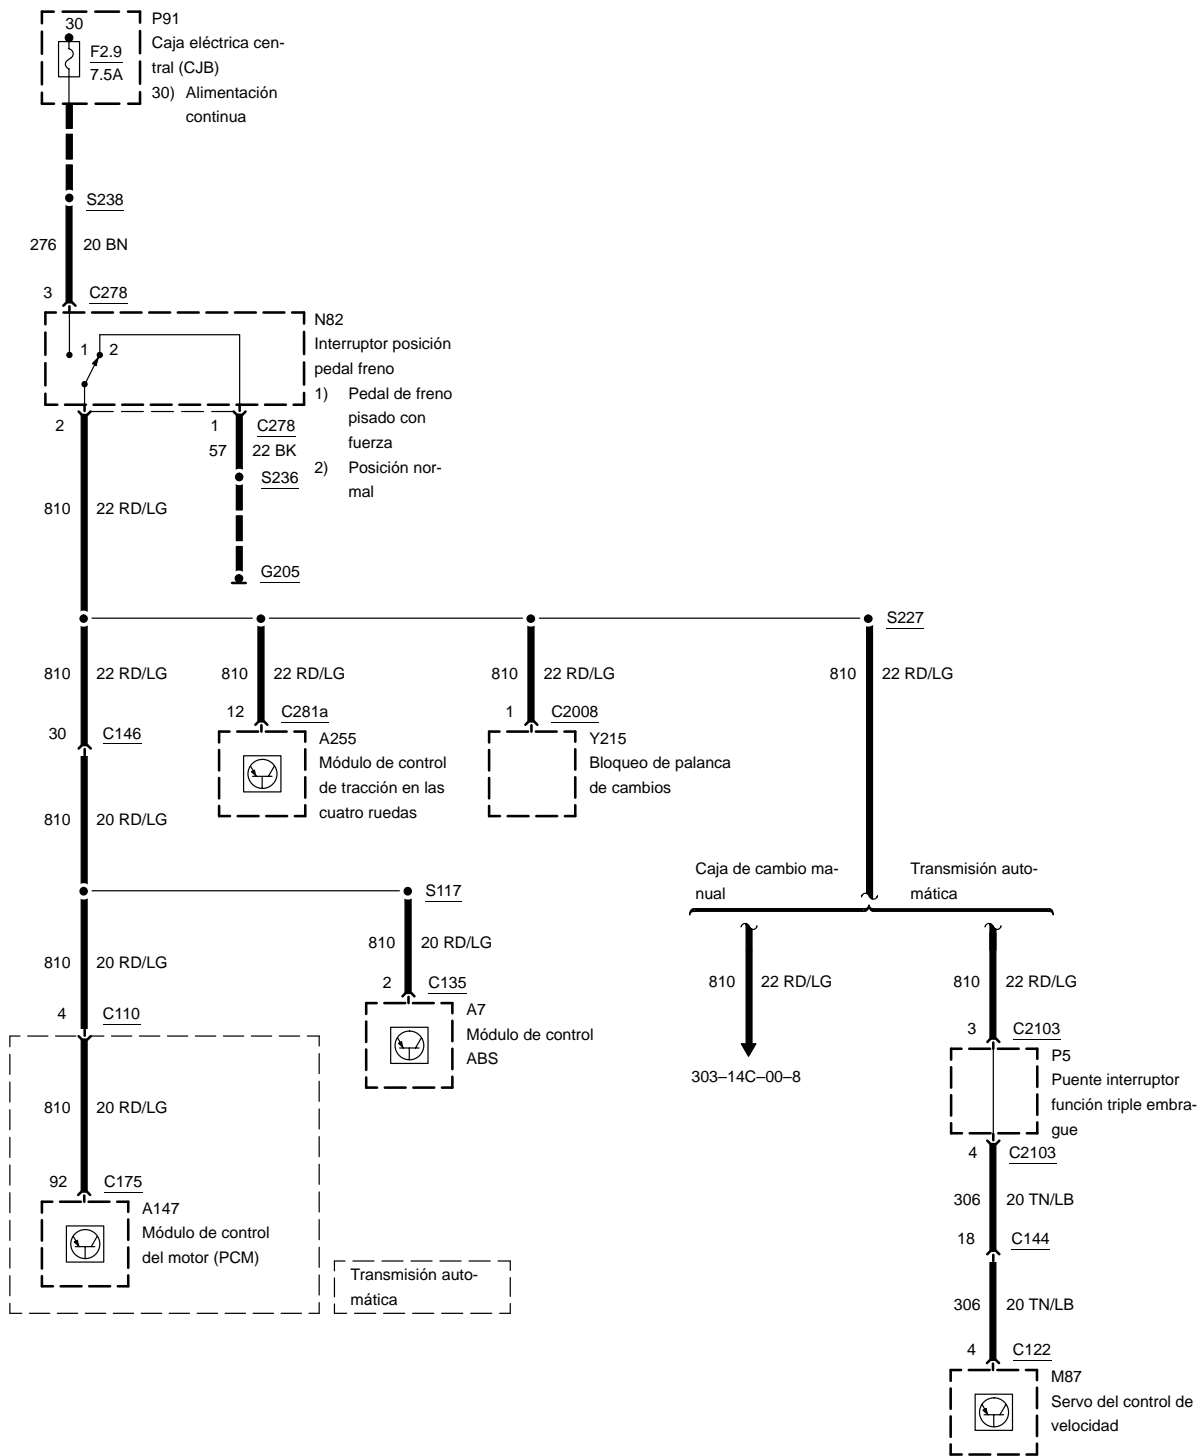 30
F2.9
7.5A
P91
Caja eléctrica cen-
tral (CJB)
30) Alimentación
continua
S238
276 20 BN
3 C278
1 2
N82
Interruptor posición
pedal freno
1) Pedal de freno
pisado con
fuerza
2) Posición nor-
mal
2
1 C278
57 22 BK
S236
810 22 RD/LG
G205
S227
810 22 RD/LG
810 22 RD/LG
810 22 RD/LG
810 22 RD/LG
30 C146
12 C281a
1 C2008
A255
Módulo de control
de tracción en las
cuatro ruedas
Y215
Bloqueo de palanca
de cambios
810 20 RD/LG
Caja de cambio ma-
nual
Transmisión auto-
mática
S117
810 20 RD/LG
810 20 RD/LG
810 22 RD/LG
810 22 RD/LG
2 C135
4 C110
3 C2103
A7
Módulo de control
ABS
P5
Puente interruptor
función triple embra-
gue
303–14C–00–8
810 20 RD/LG
4 C2103
92 C175
306 20 TN/LB
A147
Módulo de control
del motor (PCM)
18 C144
Transmisión auto-
mática
306 20 TN/LB
4 C122
M87
Servo del control de
velocidad